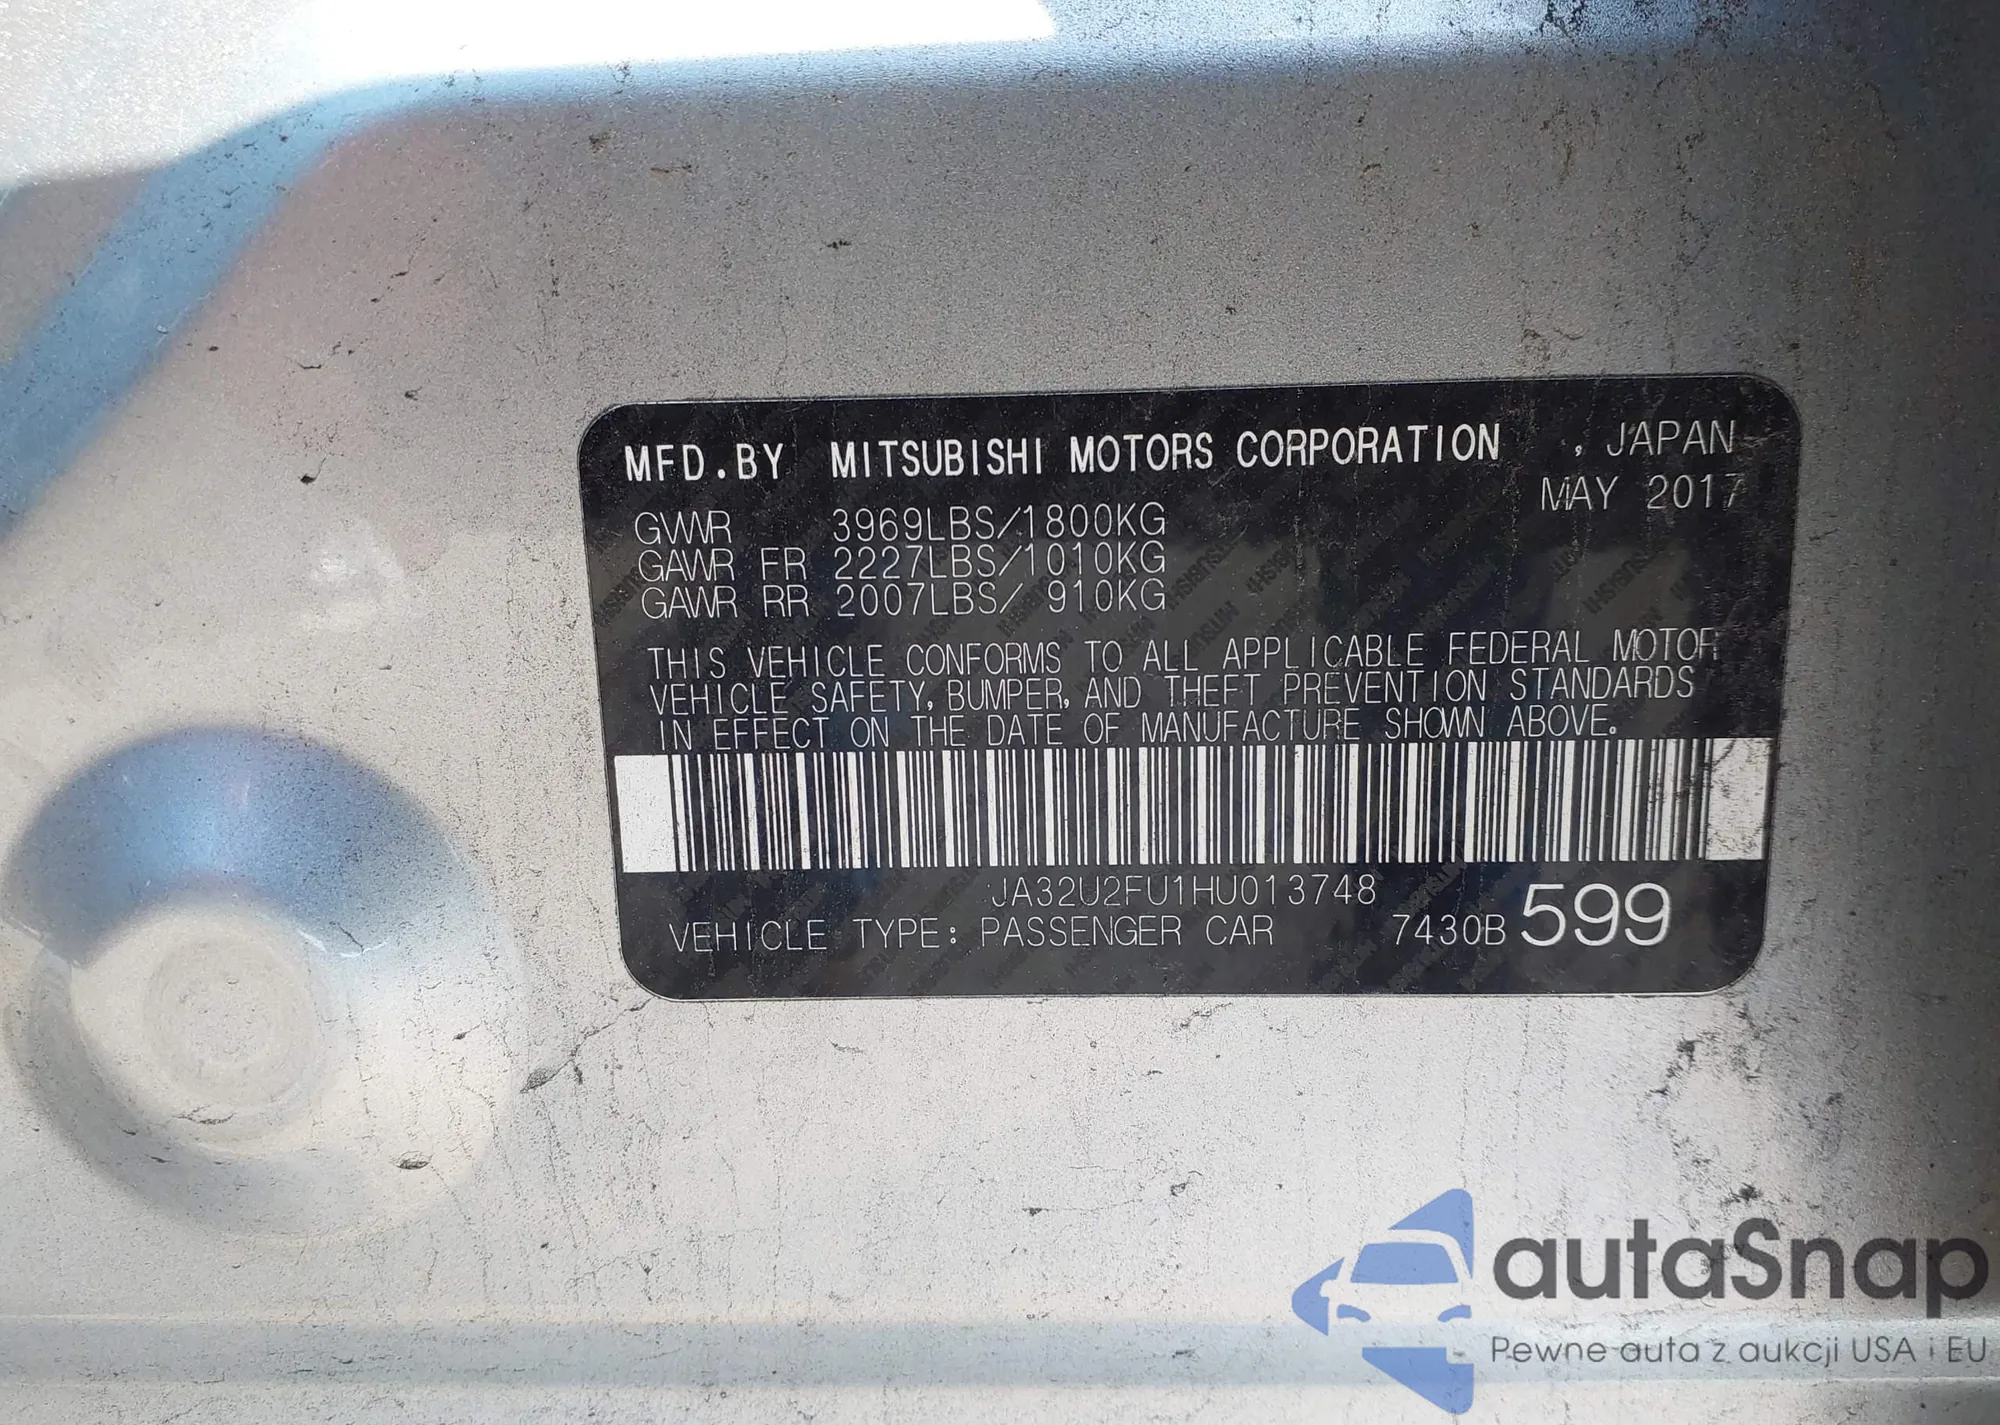 MFD.BY MITSUBISHI MOTORS CORPORATION , JAPAN
MAY 2017
GVWR 3969LBS/1800KG
GAWR FR 2227LBS/1010KG
GAWR RR 2007LBS/ 910KG
THIS VEHICLE CONFORMS TO ALL APPLICABLE FEDERAL MOTOR
VEHICLE SAFETY, BUMPER, AND THEFT PREVENTION STANDARDS
IN EFFECT ON THE DATE OF MANUFACTURE SHOWN ABOVE.
JA32U2FU1HU013748
VEHICLE TYPE: PASSENGER CAR 7430B 599
autaSnap
Pewne auta z aukcji USA i EU